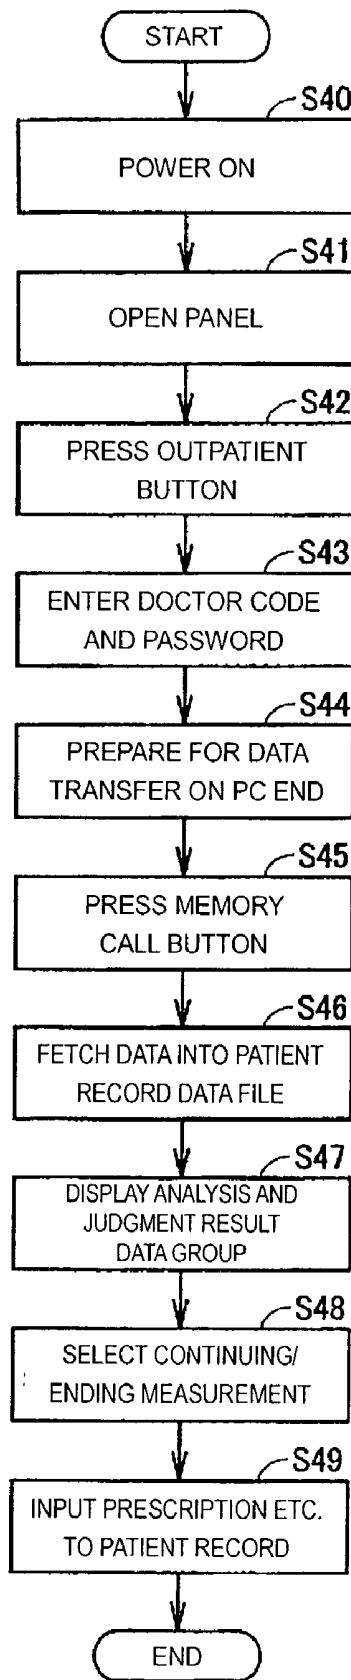 START
S40
POWER ON
S41
OPEN PANEL
S42
PRESS OUTPATIENT
BUTTON
S43
ENTER DOCTOR CODE
AND PASSWORD
S44
PREPARE FOR DATA
TRANSFER ON PC END
S45
PRESS MEMORY
CALL BUTTON
S46
FETCH DATA INTO PATIENT
RECORD DATA FILE
S47
DISPLAY ANALYSIS AND
JUDGMENT RESULT
DATA GROUP
S48
SELECT CONTINUING/
ENDING MEASUREMENT
S49
INPUT PRESCRIPTION ETC.
TO PATIENT RECORD
END